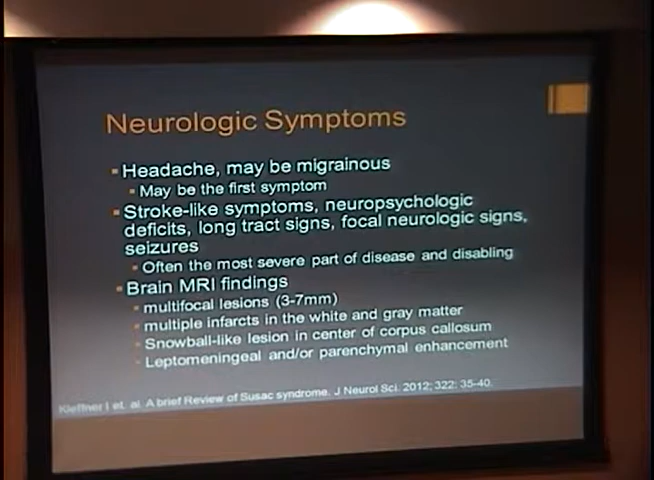 Neurologic Symptoms
Headache, may be migrainous
May be the first symptom
Stroke-like symptoms, neuropsychologic
deficits, long tract signs, focal neurologic signs,
seizures
Often the most severe part of disease and disabling
Brain MRI findings
multifocal lesions (3-7mm)
multiple infarcts in the white and gray matter
Snowball-like lesion in center of corpus callosum
Leptomeningeal and/or parenchymal enhancement
Kleffner I et. al. A brief Review of Susac syndrome. J Neurol Sci. 2012; 322: 35-40.